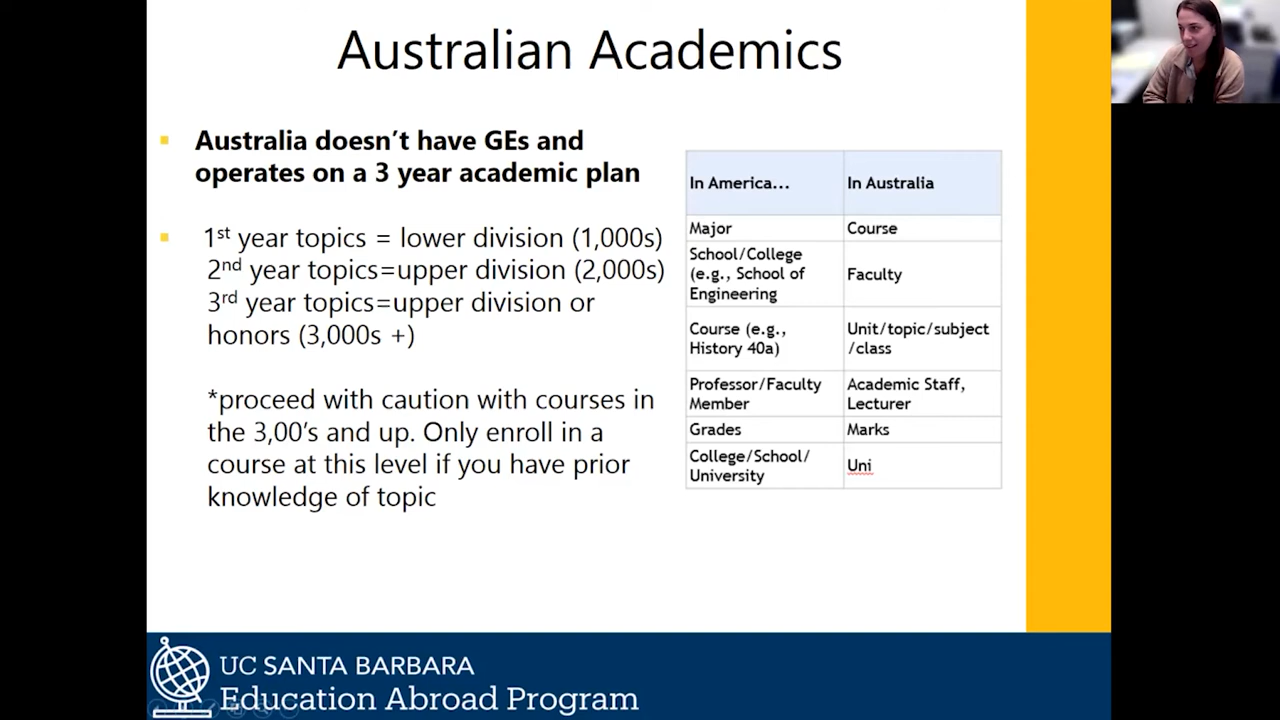 Australian Academics
Australia doesn't have GEs and
operates on a 3 year academic plan
1st year topics = lower division (1,000s)
2nd year topics=upper division (2,000s)
3rd year topics=upper division or
honors (3,000s +)
*proceed with caution with courses in
the 3,00's and up. Only enroll in a
course at this level if you have prior
knowledge of topic
In America... In Australia
Major Course
School/College
(e.g., School of
Engineering
Faculty
Course (e.g.,
History 40a)
Unit/topic/subject
/class
Professor/Faculty
Member
Academic Staff,
Lecturer
Grades Marks
College/School/
University
Uni
UC SANTA BARBARA
Education Abroad Program